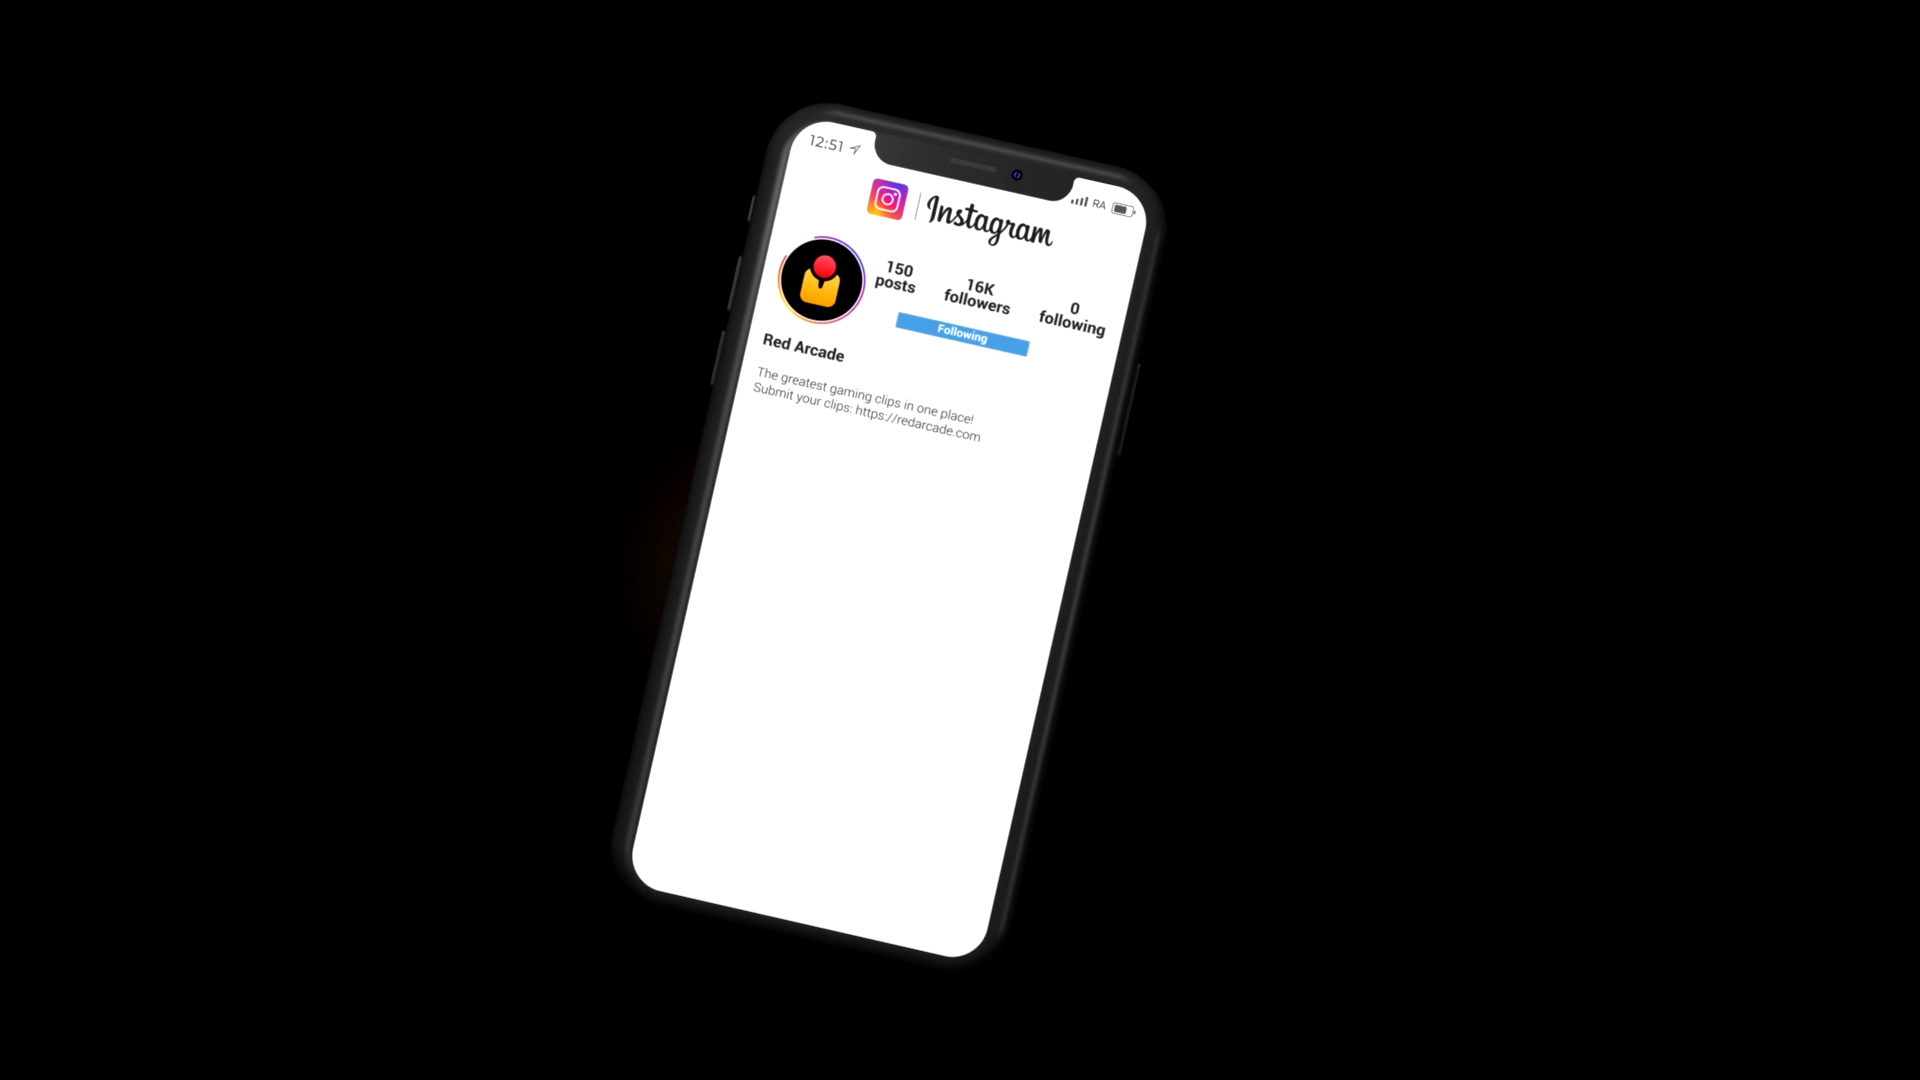 12:51
RA
Instagram
150
posts
16K
followers
0
following
Following
Red Arcade
The greatest gaming clips in one place!
Submit your clips: https://redarcade.com